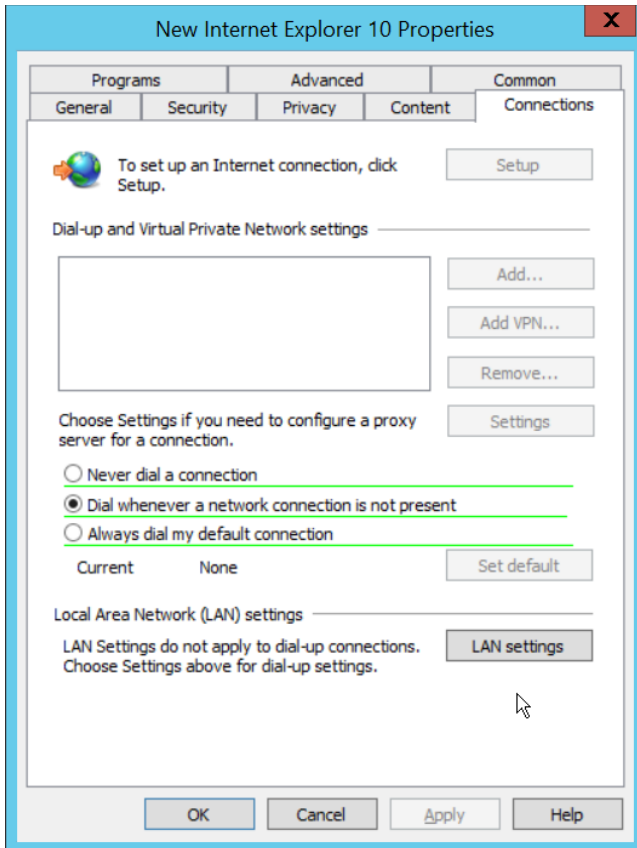 New Internet Explorer 10 Properties
X
Programs
Advanced
Common
General
Security
Privacy
Content
Connections
To set up an Internet connection, click
Setup.
Setup
Dial-up and Virtual Private Network settings
Add...
Add VPN...
Remove...
Choose Settings if you need to configure a proxy
server for a connection.
Settings
Never dial a connection
Dial whenever a network connection is not present
Always dial my default connection
Current
None
Set default
Local Area Network (LAN) settings
LAN Settings do not apply to dial-up connections.
Choose Settings above for dial-up settings.
LAN settings
OK
Cancel
Apply
Help